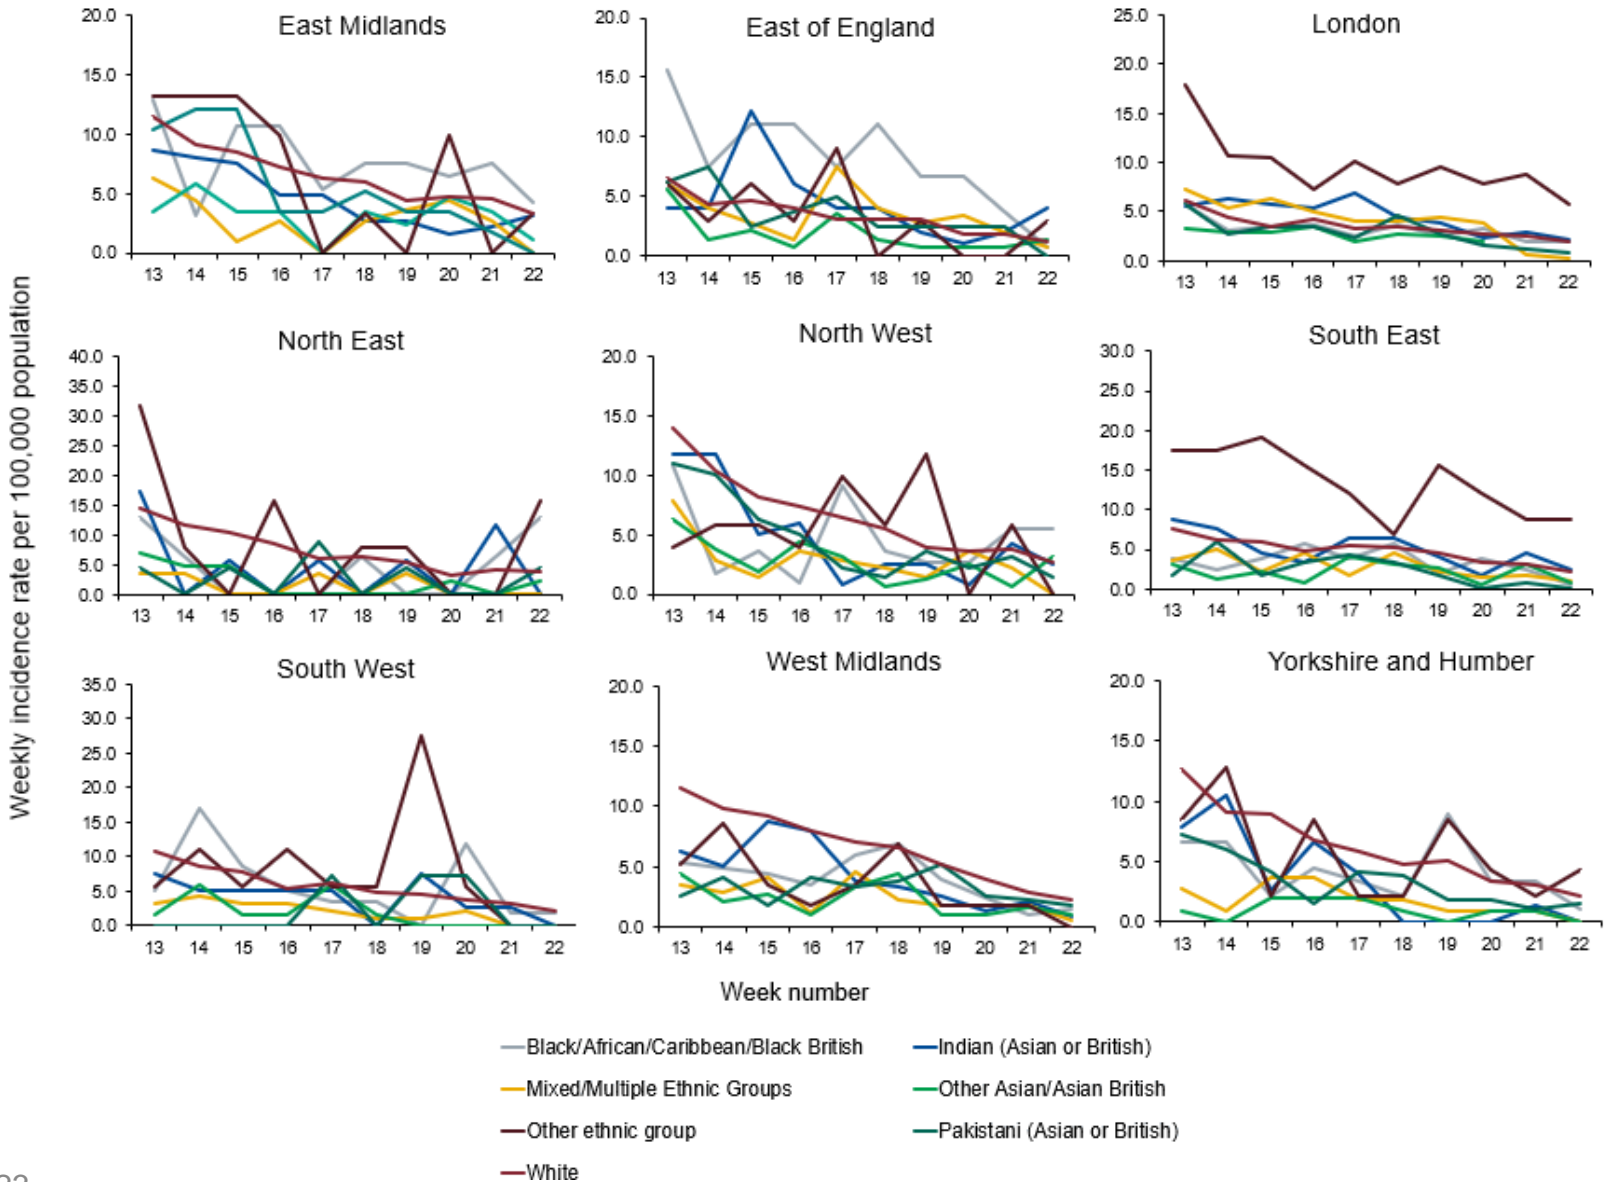 East Midlands
20.0
15.0
10.0
5.0
0.0
13 14 15 16 17 18 19 20 21 22
East of England
20.0
15.0
10.0
5.0
0.0
13 14 15 16 17 18 19 20 21 22
London
25.0
20.0
15.0
10.0
5.0
0.0
13 14 15 16 17 18 19 20 21 22
Weekly incidence rate per 100,000 population
North East
40.0
35.0
30.0
25.0
20.0
15.0
10.0
5.0
0.0
13 14 15 16 17 18 19 20 21 22
North West
20.0
15.0
10.0
5.0
0.0
13 14 15 16 17 18 19 20 21 22
South East
30.0
25.0
20.0
15.0
10.0
5.0
0.0
13 14 15 16 17 18 19 20 21 22
South West
35.0
30.0
25.0
20.0
15.0
10.0
5.0
0.0
13 14 15 16 17 18 19 20 21 22
West Midlands
20.0
15.0
10.0
5.0
0.0
13 14 15 16 17 18 19 20 21 22
Yorkshire and Humber
20.0
15.0
10.0
5.0
0.0
13 14 15 16 17 18 19 20 21 22
Week number
Black/African/Caribbean/Black British
Indian (Asian or British)
Mixed/Multiple Ethnic Groups
Other Asian/Asian British
Other ethnic group
Pakistani (Asian or British)
White